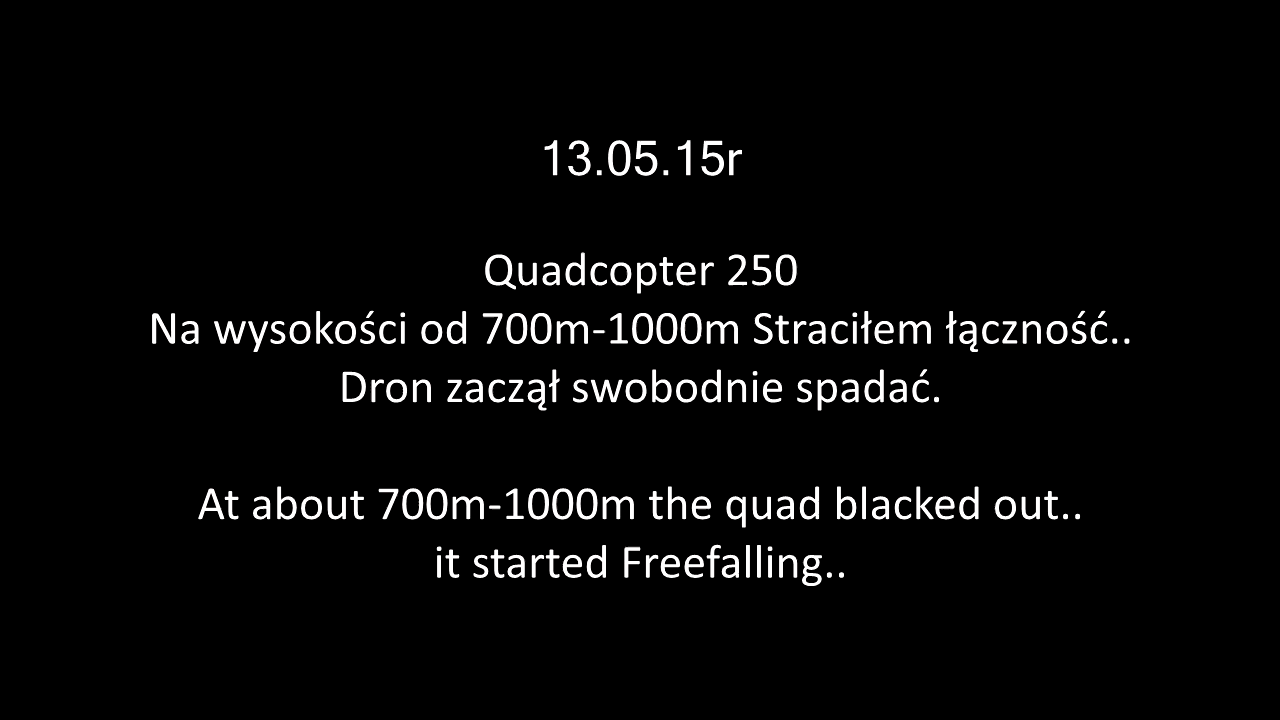 13.05.15r
Quadcopter 250
Na wysokości od 700m-1000m Straciłem łączność..
Dron zaczął swobodnie spadać.
At about 700m-1000m the quad blacked out..
it started Freefalling..